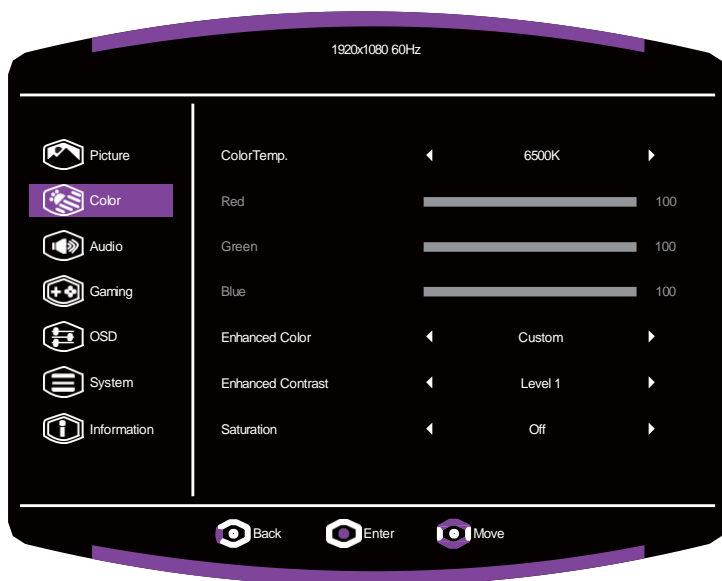 1920x1080 60Hz
Picture
Color
Audio
Gaming
OSD
System
Information
ColorTemp. 6500K
Red 100
Green 100
Blue 100
Enhanced Color Custom
Enhanced Contrast Level 1
Saturation Off
Back Enter Move